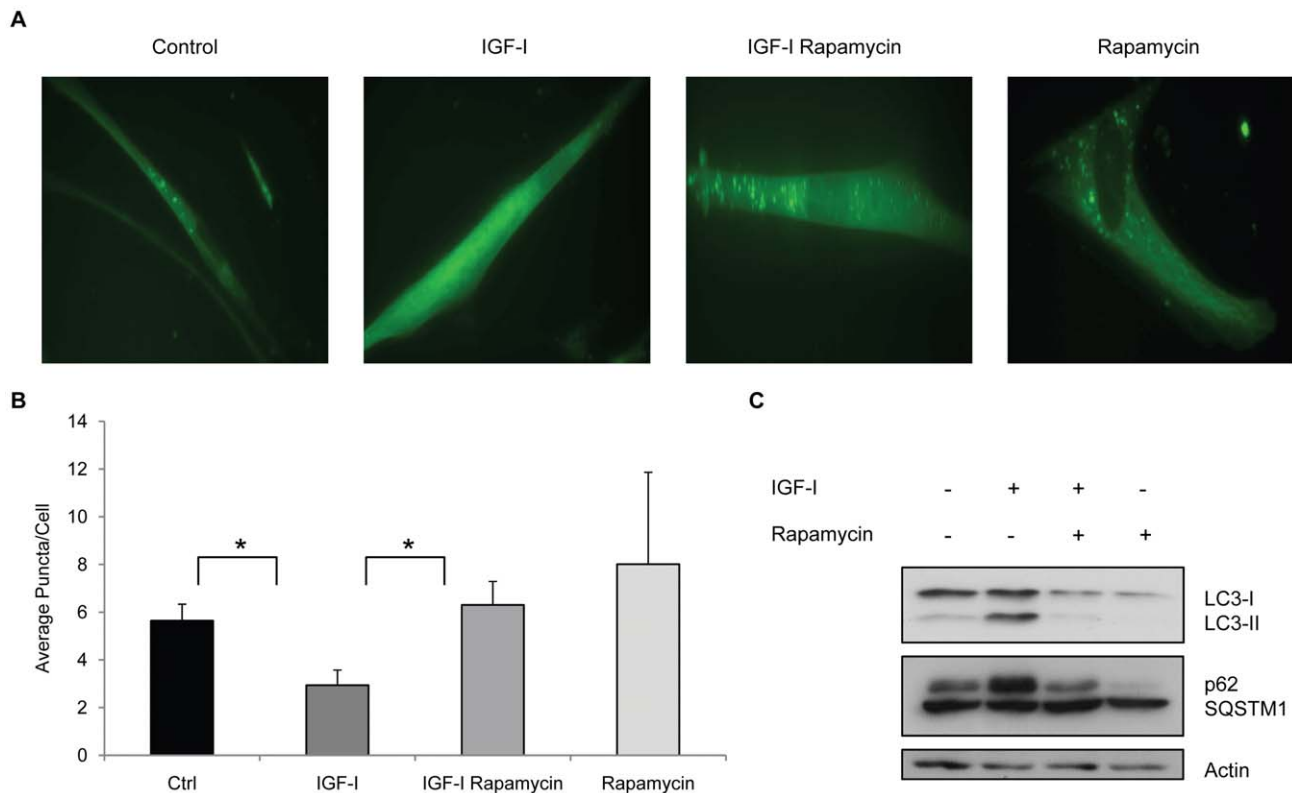 A
Control IGF-I IGF-I Rapamycin Rapamycin
B
Average Puncta/Cell
14
12
10
8
6
4
2
0
* *
Ctrl IGF-I IGF-I Rapamycin Rapamycin
C
IGF-I - + + -
Rapamycin - - + +
LC3-I
LC3-II
p62
SQSTM1
Actin